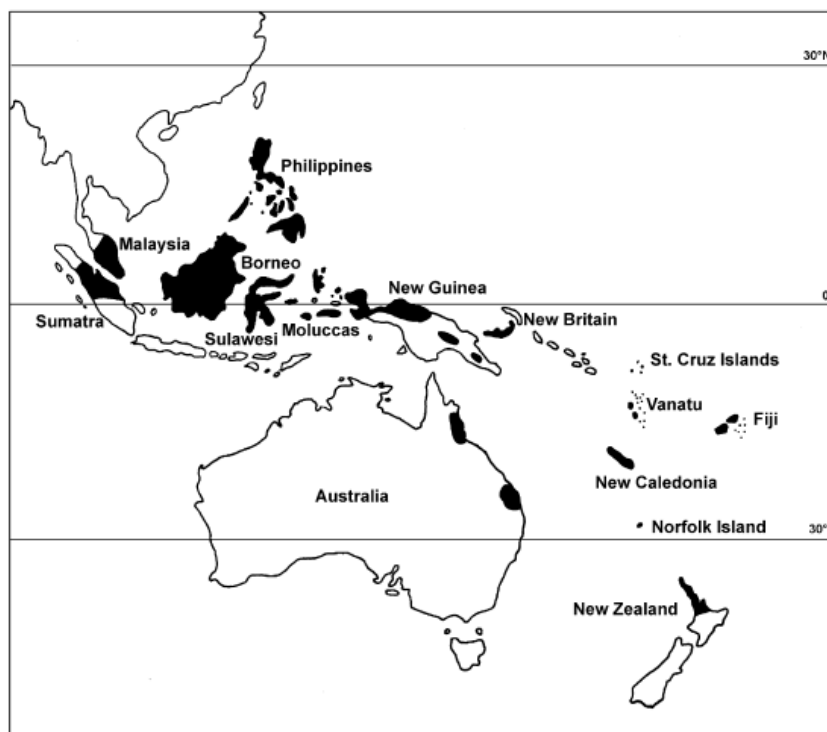 30°N
Philippines
Malaysia
Borneo
New Guinea
0
Sumatra
Sulawesi
Moluccas
New Britain
St. Cruz Islands
Vanatu
Fiji
New Caledonia
Australia
Norfolk Island
30°
New Zealand